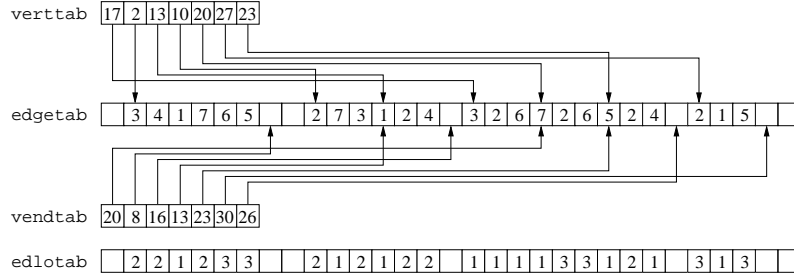 verttab 17 2 13 10 20 27 23
edgetab 3 4 1 7 6 5 2 7 3 1 2 4 3 2 6 7 2 6 5 2 4 2 1 5
vendtab 20 8 16 13 23 30 26
edlotab 2 2 1 2 3 3 2 1 2 1 2 2 1 1 1 1 3 3 1 2 1 3 1 3